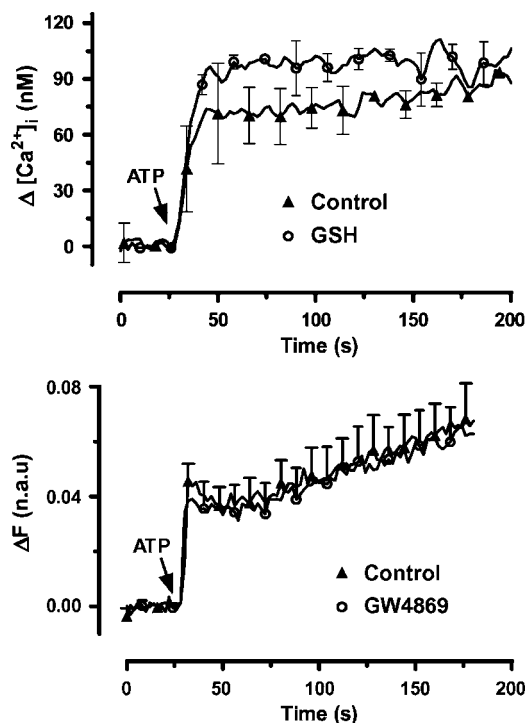 120
90
60
30
0
Δ [Ca2+]i (nM)
ATP
Control
GSH
0 50 100 150 200
Time (s)
0.08
0.04
0.00
ΔF (n.a.u)
ATP
Control
GW4869
0 50 100 150 200
Time (s)